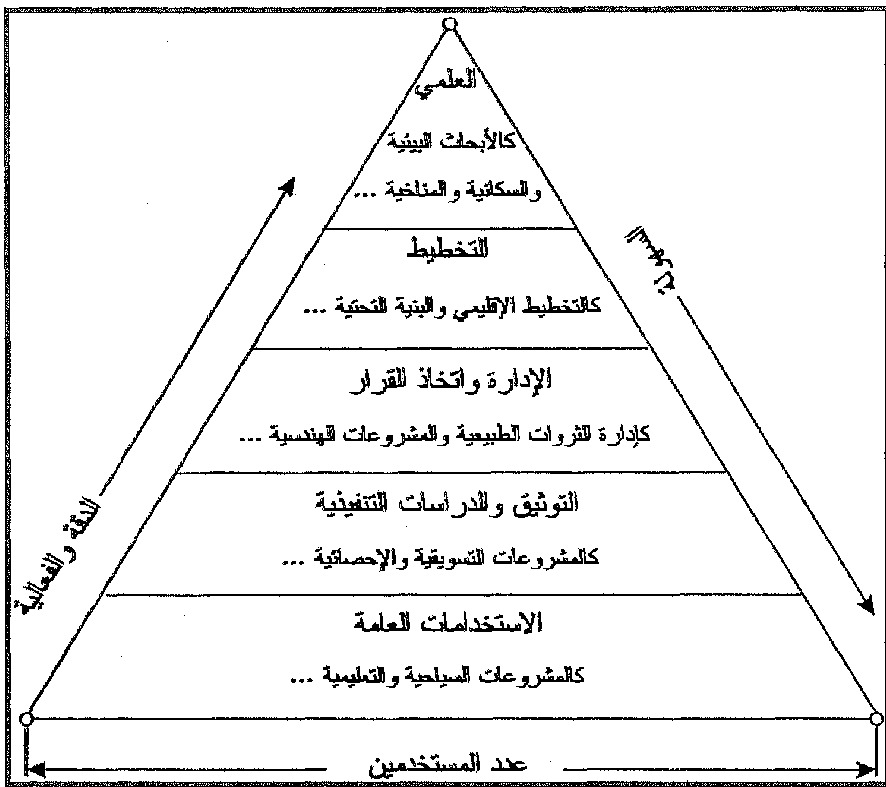 العلمي
كالأبحاث البيئية
والسكانية والمناخية ...
التخطيط
كالتخطيط الإقليمي والبنية التحتية ...
الإدارة واتخاذ القرار
كإدارة الثروات الطبيعية والمشروعات الهندسية ...
التوثيق والدراسات التنفيذية
كالمشروعات التسويقية والإحصائية ...
الاستخدامات العامة
كالمشروعات السياحية والتعليمية ...
السهولة
الدقة والفعالية
عدد المستخدمين